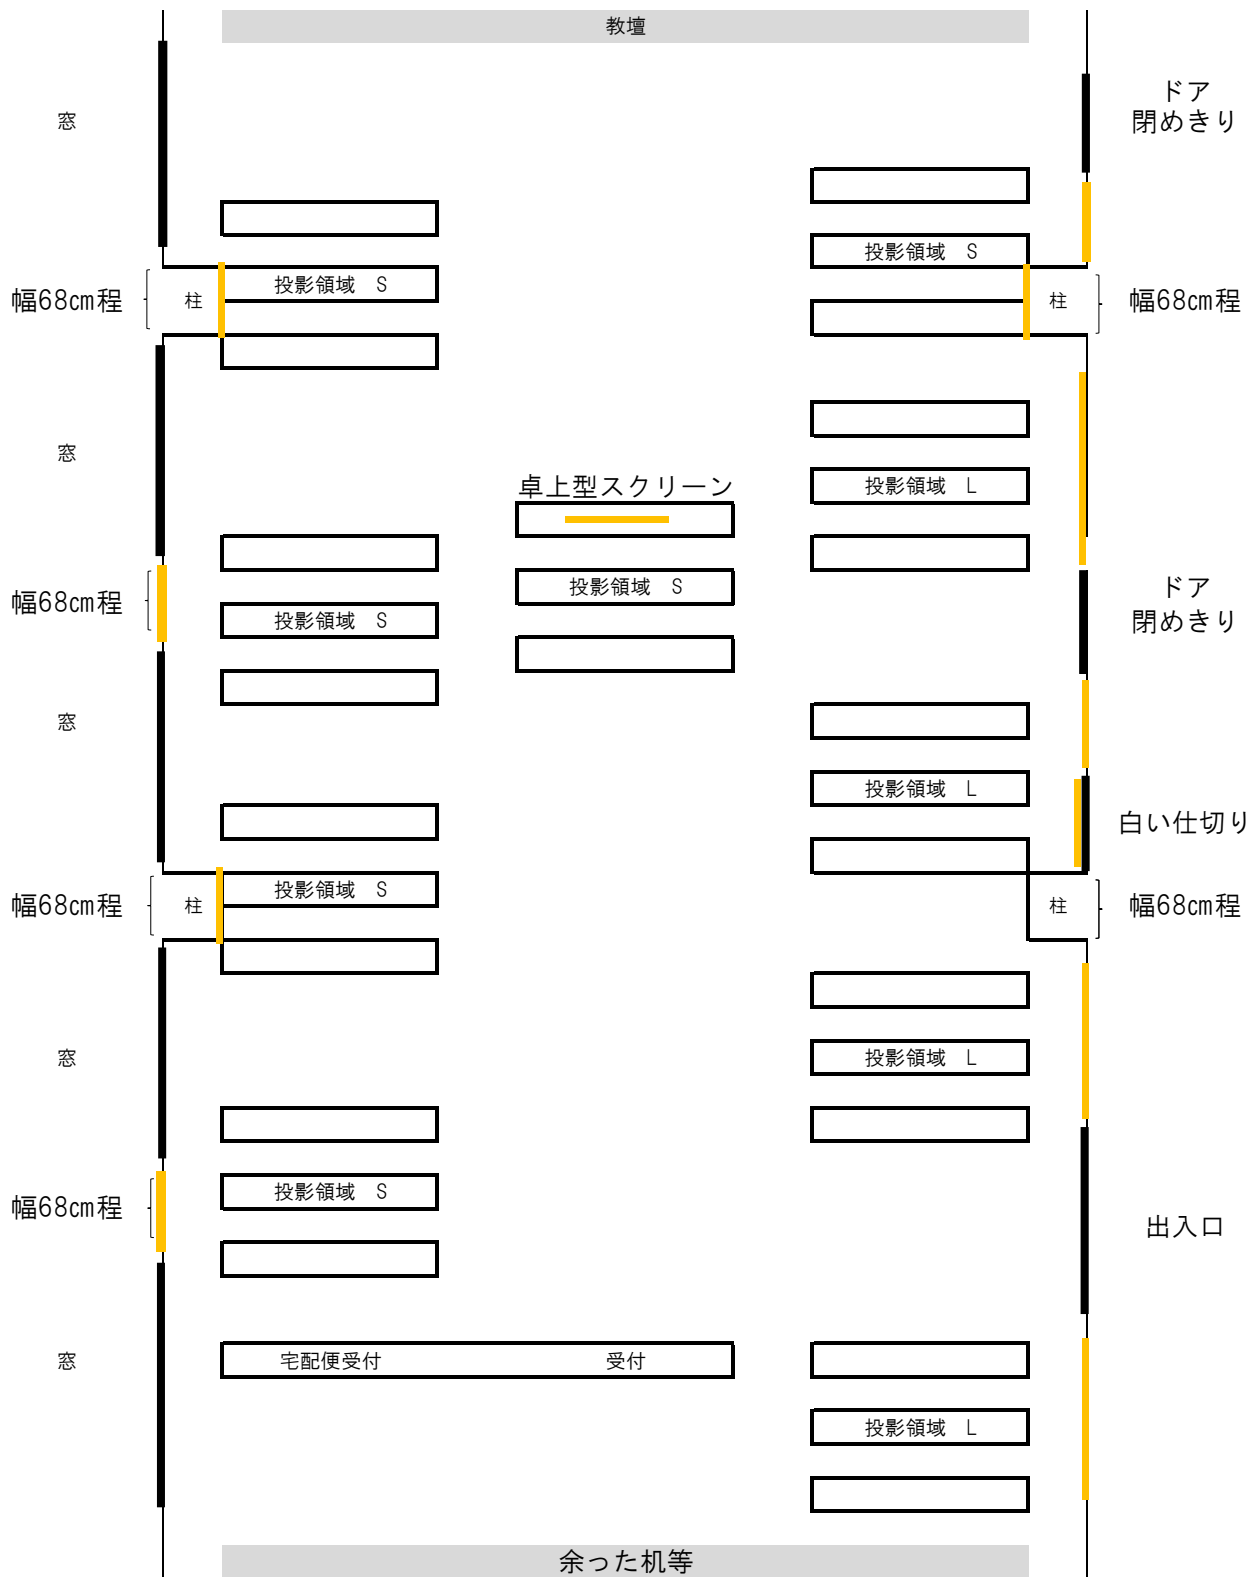 教壇
ドア
閉めきり
窓
投影領域　S
投影領域　S
幅68㎝程
柱
柱
幅68㎝程
窓
卓上型スクリーン
投影領域　L
投影領域　S
ドア
閉めきり
幅68㎝程
投影領域　S
窓
投影領域　L
白い仕切り
投影領域　S
幅68㎝程
柱
柱
幅68㎝程
窓
投影領域　L
投影領域　S
幅68㎝程
出入口
窓
宅配便受付
受付
投影領域　L
余った机等